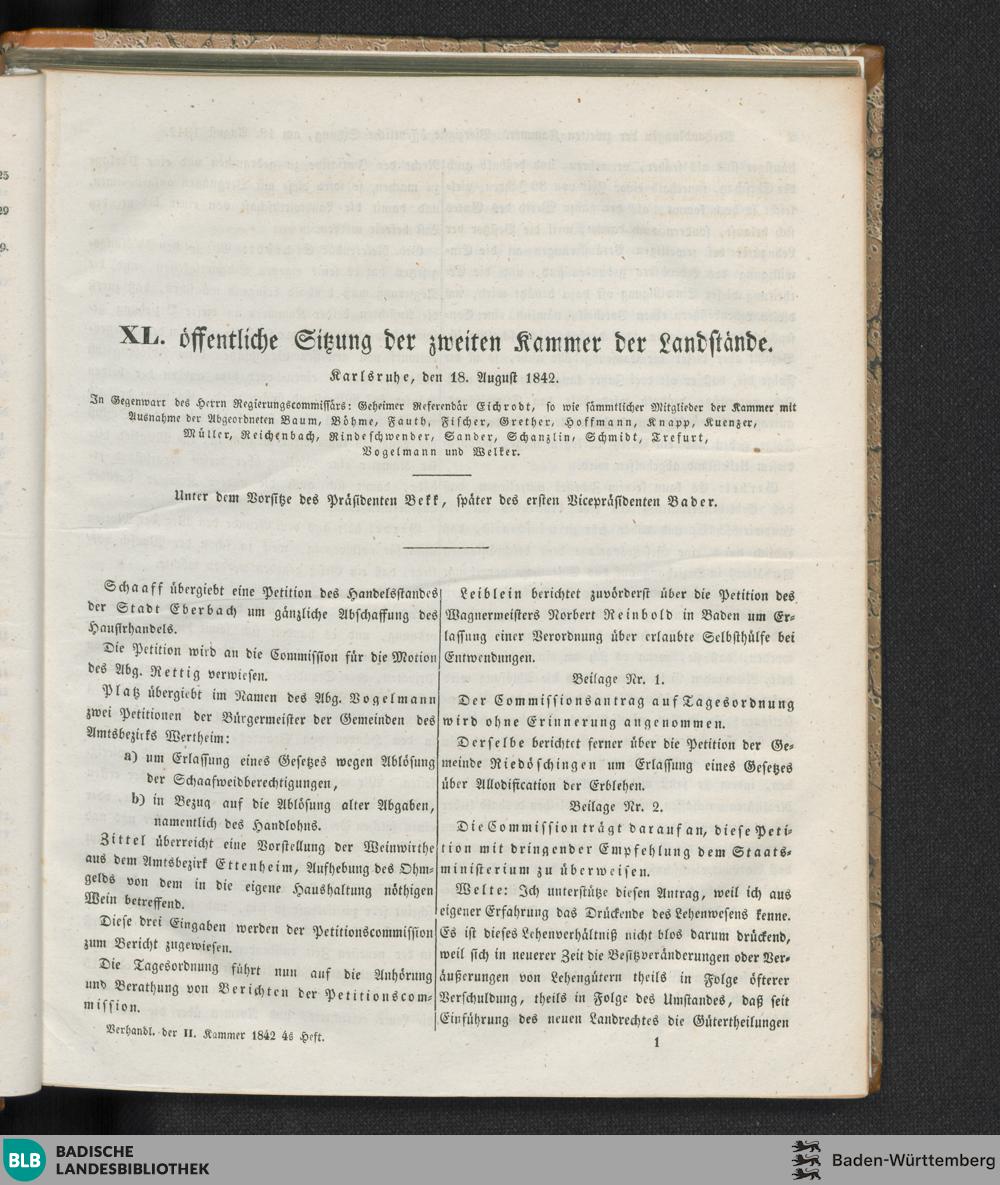 25
29
9.
XL. öffentliche Sitzung der zweiten Kammer der Landstände.
Karlsruhe, den 18. August 1842.
In Gegenwart des Herrn Regierungscommissärs: Geheimer Referendär Eichrodt, so wie sämmtlicher Mitglieder der Kammer mit
Ausnahme der Abgeordneten Baum, Böhme, Fauth, Fischer, Grether, Hoffmann, Knapp, Kuenzer,
Müller, Reichenbach, Rindeschwender, Sander, Schanzlin, Schmidt, Trefurt,
Vogelmann und Welker.
Unter dem Vorsitze des Präsidenten Bekk, später des ersten Vicepräsidenten Bader.
Schaaff übergiebt eine Petition des Handelsstandes
der Stadt Eberbach um gänzliche Abschaffung des
Hausirhandels.
Die Petition wird an die Commission für die Motion
des Abg. Rettig verwiesen.
Platz übergiebt im Namen des Abg. Vogelmann
zwei Petitionen der Bürgermeister der Gemeinden des
Amtsbezirks Wertheim:
a) um Erlassung eines Gesetzes wegen Ablösung
der Schaafweidberechtigungen,
b) in Bezug auf die Ablösung alter Abgaben,
namentlich des Handlohns.
Zittel überreicht eine Vorstellung der Weinwirthe
aus dem Amtsbezirk Ettenheim, Aufhebung des Ohm-
gelds von dem in die eigene Haushaltung nöthigen
Wein betreffend.
Diese drei Eingaben werden der Petitionscommission
zum Bericht zugewiesen.
Die Tagesordnung führt nun auf die Anhörung
und Berathung von Berichten der Petitionscom-
mission.
Verhandl. der II. Kammer 1842 4s Heft.
Leiblein berichtet zuvörderst über die Petition des
Wagnermeisters Norbert Reinbold in Baden um Er-
lassung einer Verordnung über erlaubte Selbsthülfe bei
Entwendungen.
Beilage Nr. 1.
Der Commissionsantrag auf Tagesordnung
wird ohne Erinnerung angenommen.
Derselbe berichtet ferner über die Petition der Ge-
meinde Riedöschingen um Erlassung eines Gesetzes
über Allodification der Erblehen.
Beilage Nr. 2.
Die Commission trägt darauf an, diese Peti-
tion mit dringender Empfehlung dem Staats-
ministerium zu überweisen.
Welte: Ich unterstütze diesen Antrag, weil ich aus
eigener Erfahrung das Drückende des Lehenwesens kenne.
Es ist dieses Lehenverhältniß nicht blos darum drückend,
weil sich in neuerer Zeit die Besitzveränderungen oder Ver-
äußerungen von Lehengütern theils in Folge öfterer
Verschuldung, theils in Folge des Umstandes, daß seit
Einführung des neuen Landrechtes die Gütertheilungen
1
BLB BADISCHE
LANDESBIBLIOTHEK
Baden-Württemberg